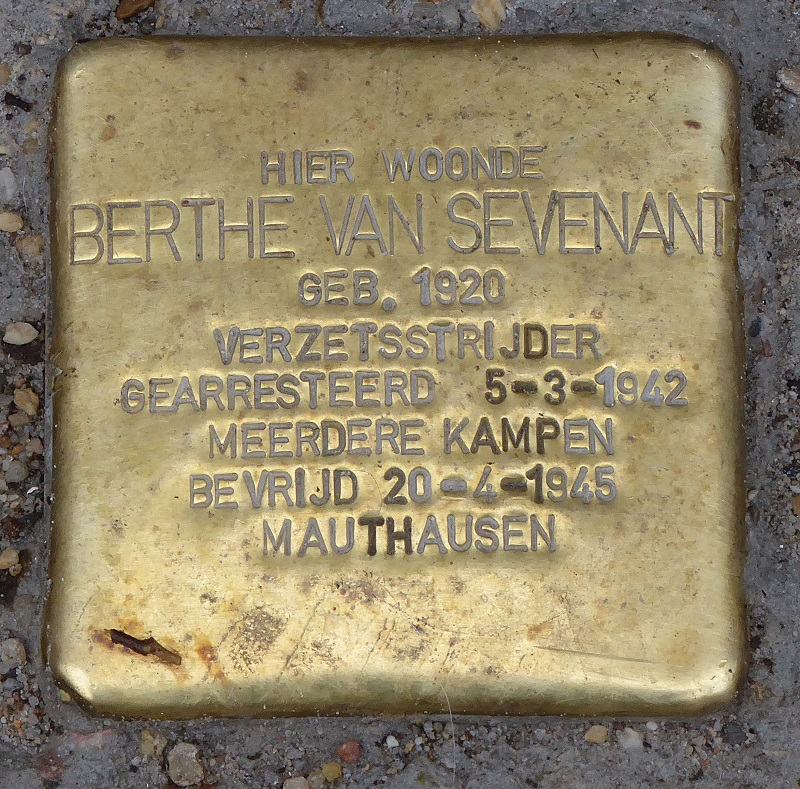 HIER WOONDE
BERTHE VAN SEVENANT
GEB. 1920
VERZETSSTRIJDER
GEARRESTEERD 5-3-1942
MEERDERE KAMPEN
BEVRIJD 20-4-1945
MAUTHAUSEN